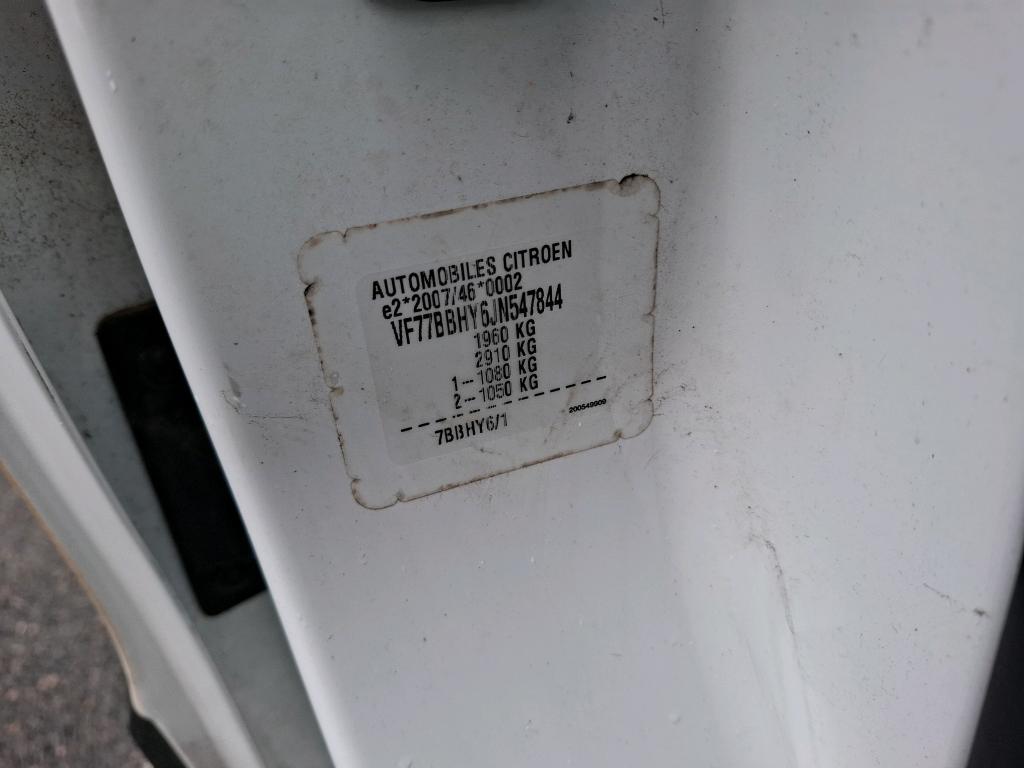 AUTOMOBILES CITROEN
e2*2007/46*0002
VF77BBHY6JN547844
1960 KG
2910 KG
1--1080 KG
2--1050 KG
200549909
7BBHY6/1